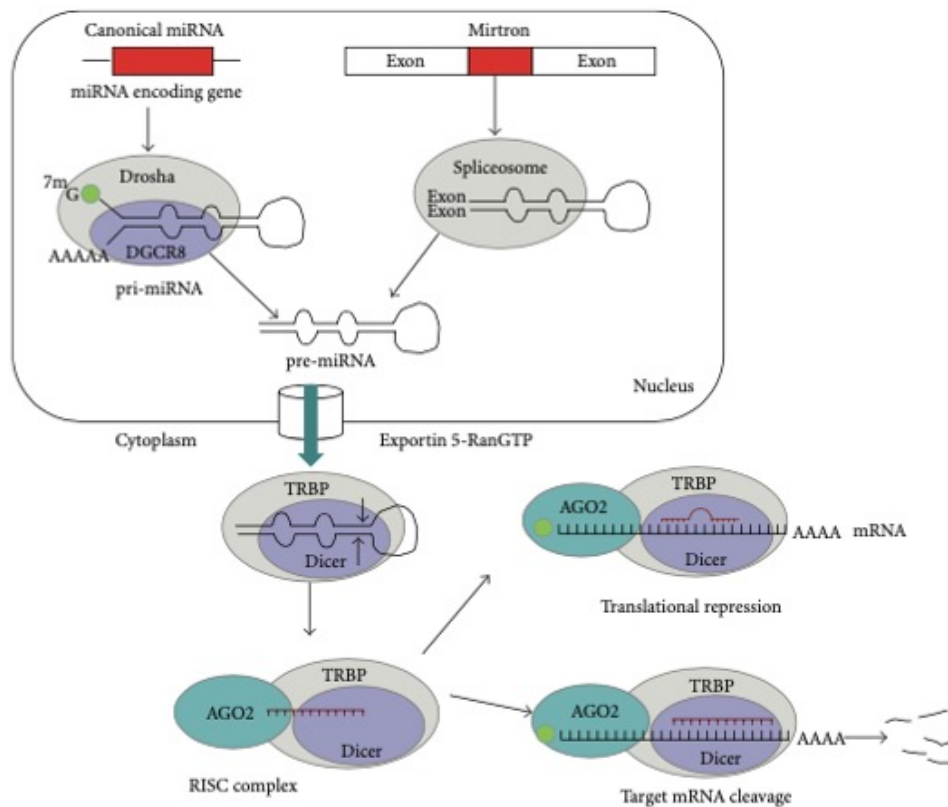 Canonical miRNA
miRNA encoding gene
Mirtron
Exon
Exon
Drosha
7m
G
DGCR8
AAAAA
pri-miRNA
Spliceosome
Exon
Exon
pre-miRNA
Nucleus
Cytoplasm
Exportin 5-RanGTP
TRBP
Dicer
AGO2
TRBP
Dicer
AAAA
mRNA
Translational repression
AGO2
TRBP
Dicer
RISC complex
AGO2
TRBP
Dicer
AAAA
Target mRNA cleavage